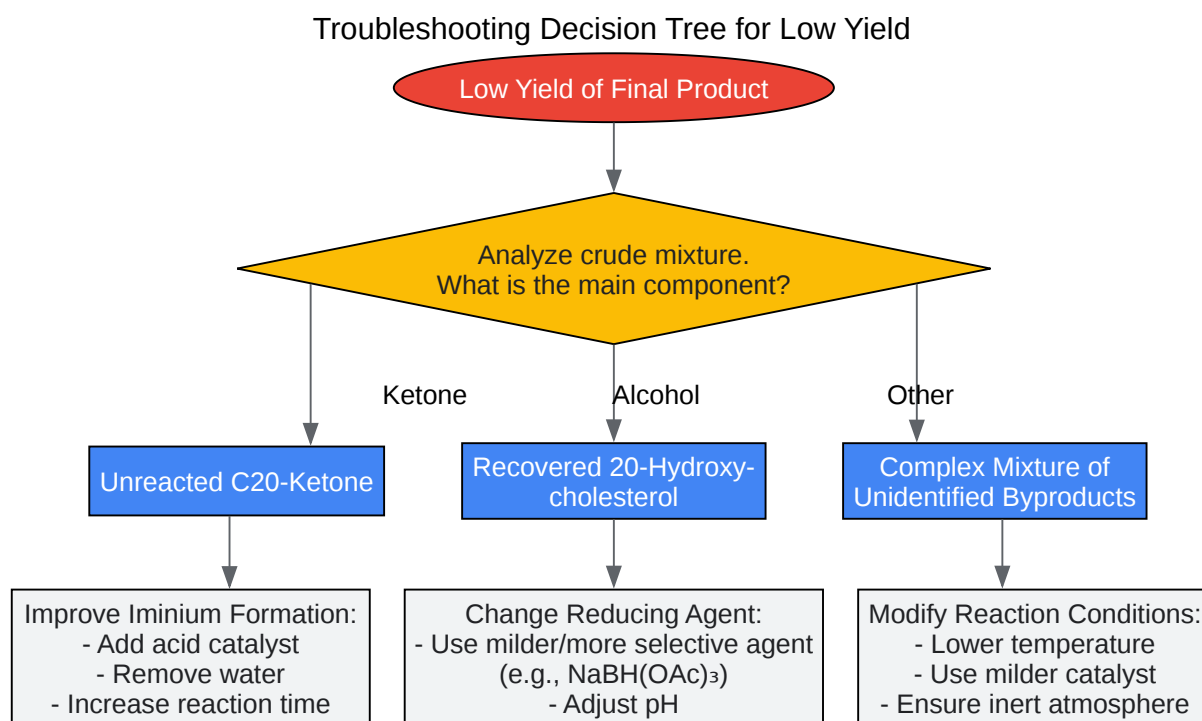 Troubleshooting Decision Tree for Low Yield
Low Yield of Final Product
Analyze crude mixture.
What is the main component?
Ketone
Alcohol
Other
Unreacted C20-Ketone
Recovered 20-Hydroxy-
cholesterol
Complex Mixture of
Unidentified Byproducts
Improve Iminium Formation:
- Add acid catalyst
- Remove water
- Increase reaction time
Change Reducing Agent:
- Use milder/more selective agent
(e.g., NaBH(OAc)₃)
- Adjust pH
Modify Reaction Conditions:
- Lower temperature
- Use milder catalyst
- Ensure inert atmosphere